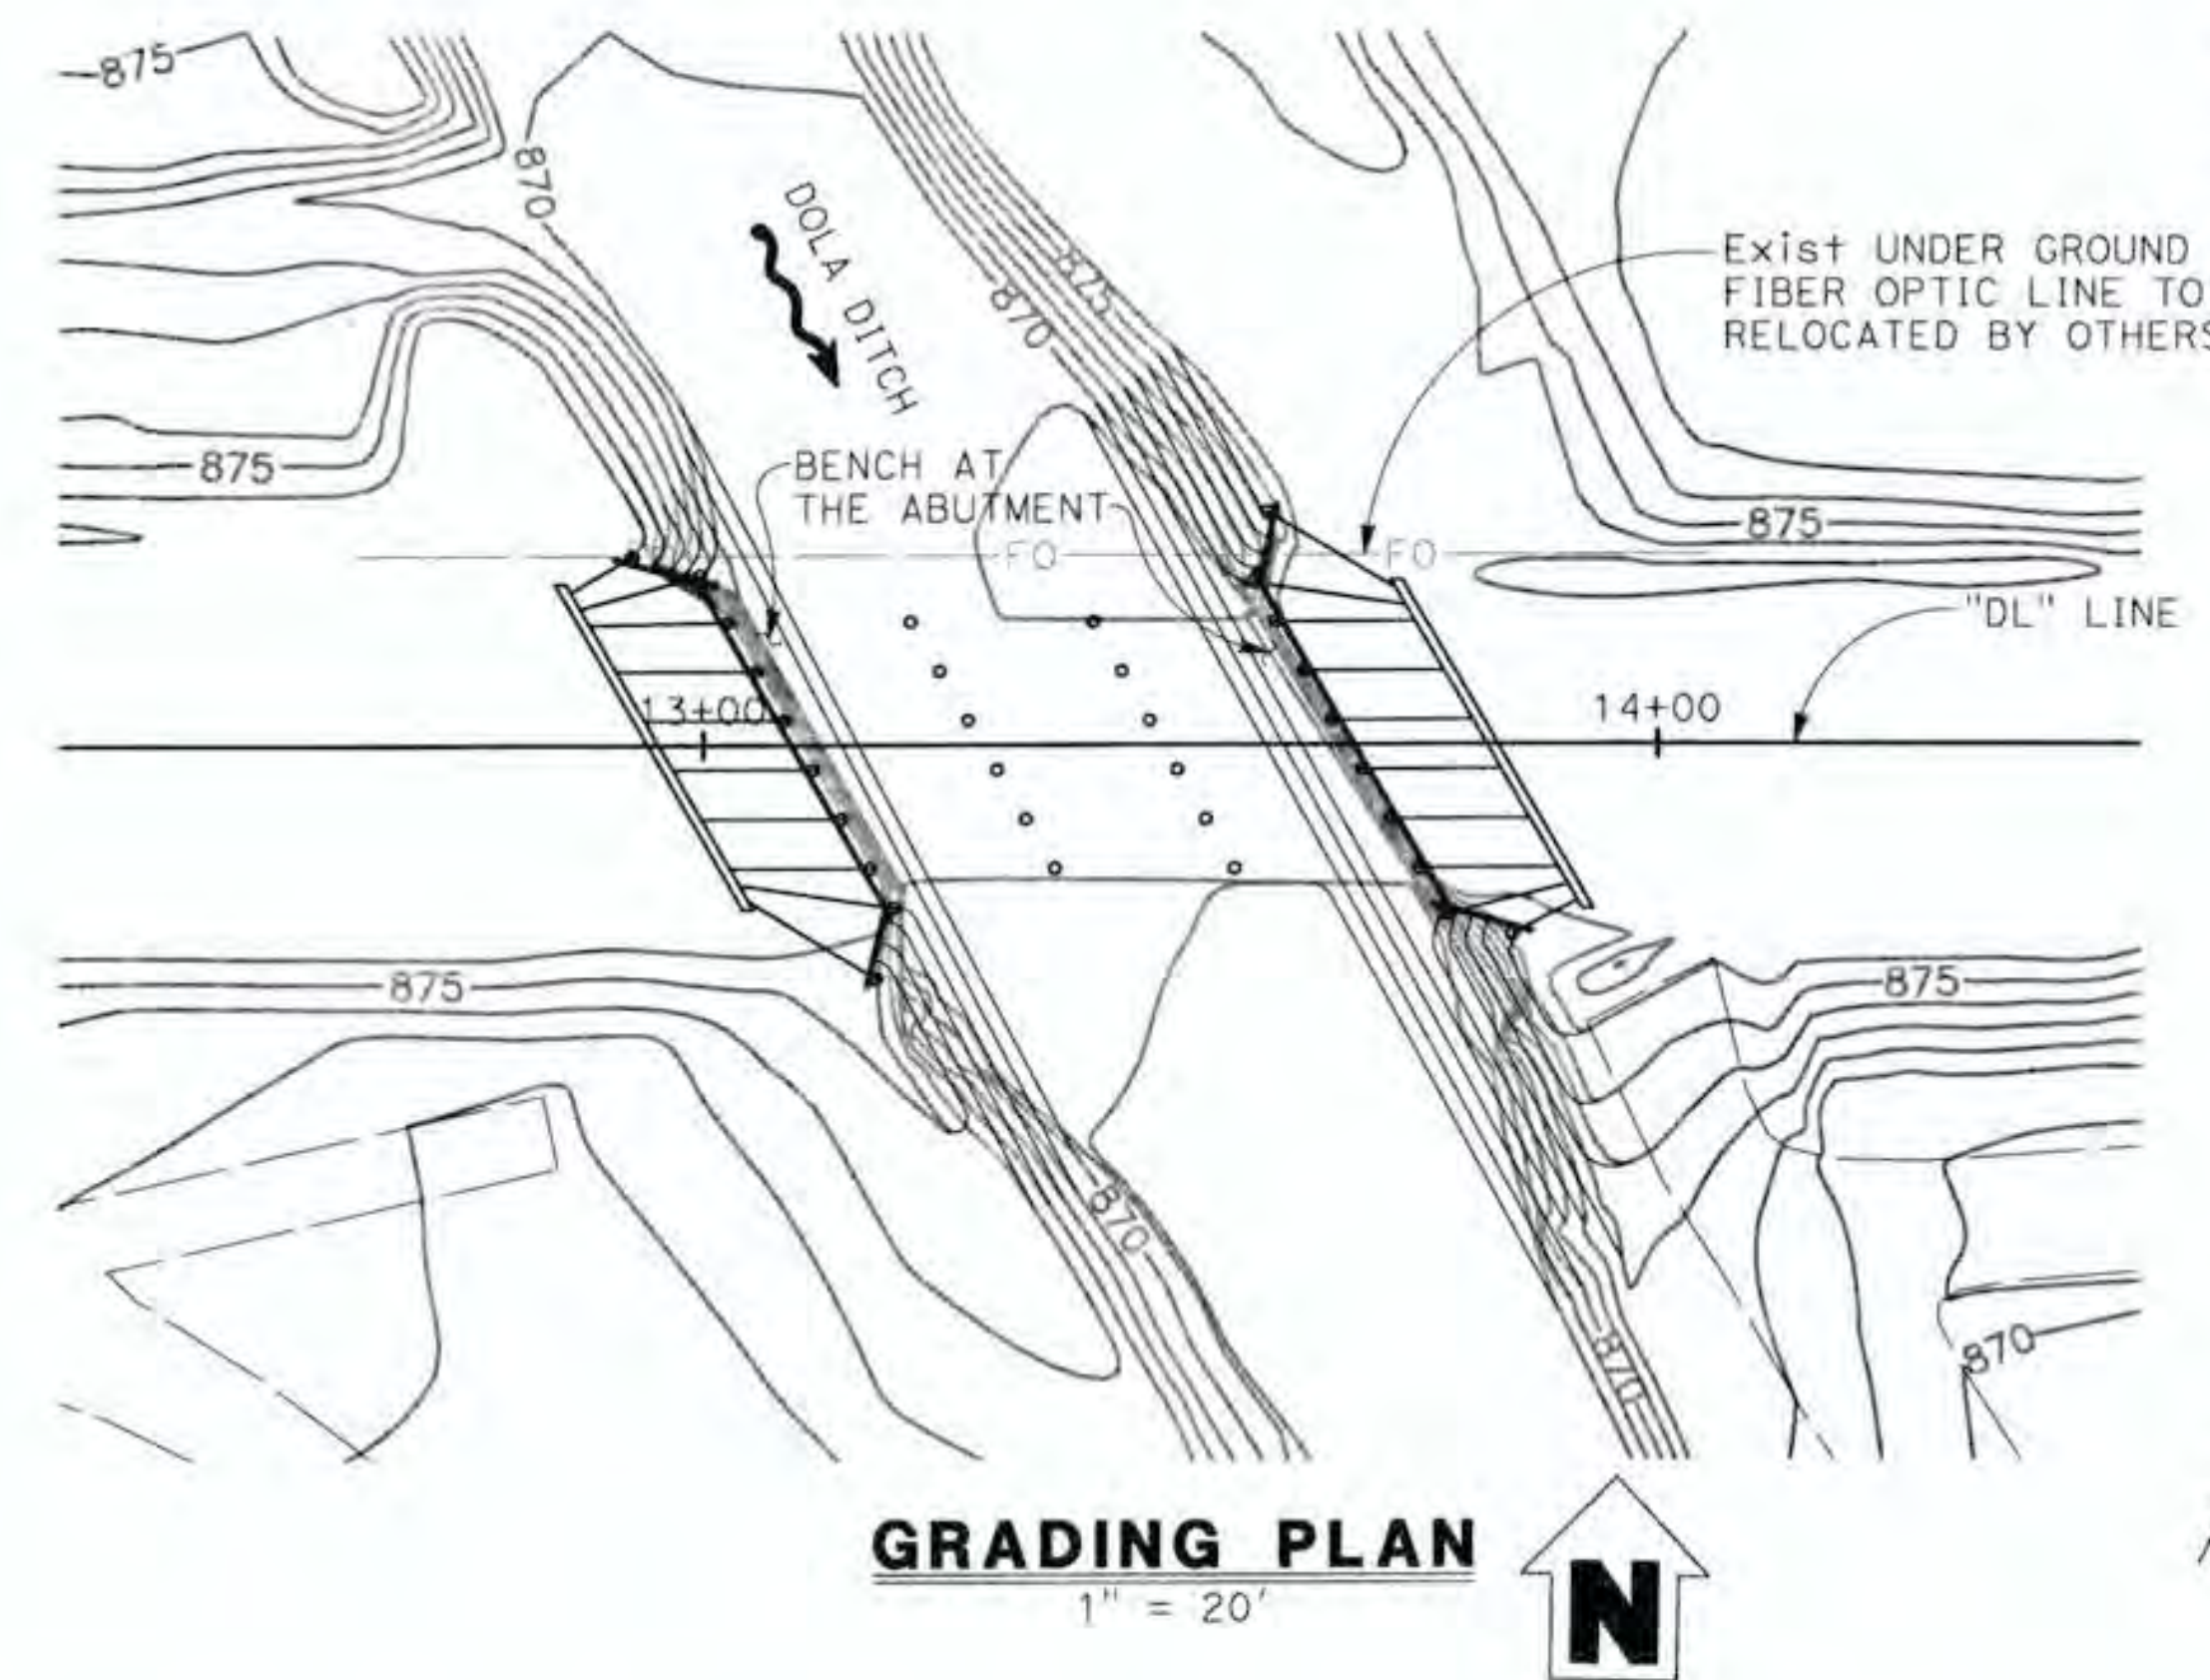 875
870
DOLA DITCH
875
870
Exist UNDER GROUND
FIBER OPTIC LINE TO
RELOCATED BY OTHERS
BENCH AT
THE ABUTMENT
875
875
FO
FO
"DL" LINE
13+00
14+00
875
875
870
870
870
GRADING PLAN
1" = 20'
N